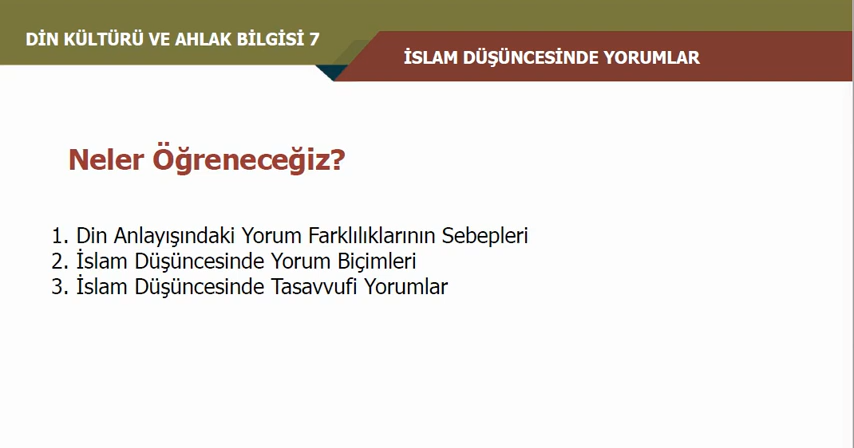 DİN KÜLTÜRÜ VE AHLAK BİLGİSİ 7
İSLAM DÜŞÜNCESİNDE YORUMLAR
Neler Öğreneceğiz?
1. Din Anlayışındaki Yorum Farklılıklarının Sebepleri
2. İslam Düşüncesinde Yorum Biçimleri
3. İslam Düşüncesinde Tasavvufi Yorumlar